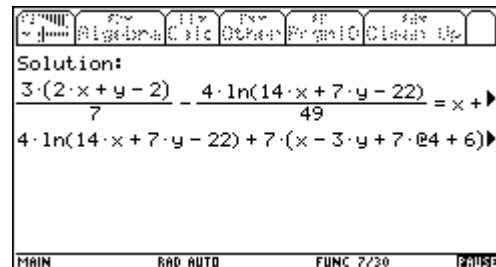 Algebra Calc Other PrgmIO Clean Up
Solution:
3·(2·x + y − 2)/7 − 4·ln(14·x + 7·y − 22)/49 = x +▶
4·ln(14·x + 7·y − 22) + 7·(x − 3·y + 7·@4 + 6)▶
MAIN RAD AUTO FUNC 7/30 PAUSE